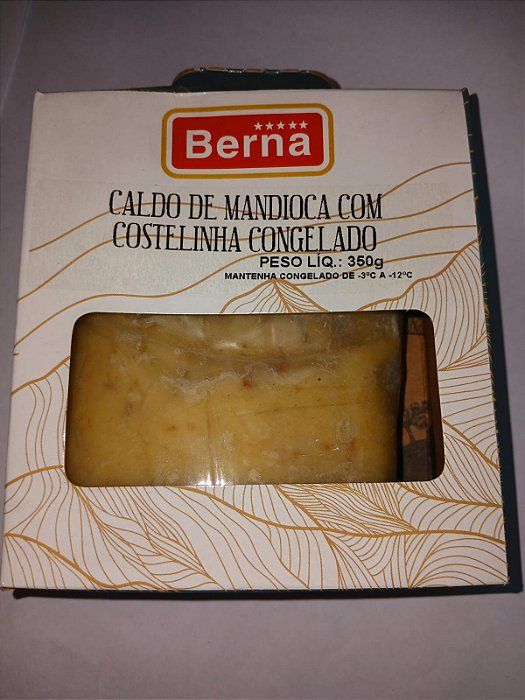 Berna
CALDO DE MANDIOCA COM
COSTELINHA CONGELADO
PESO LÍQ.: 350g
MANTENHA CONGELADO DE -3ºC A -12ºC